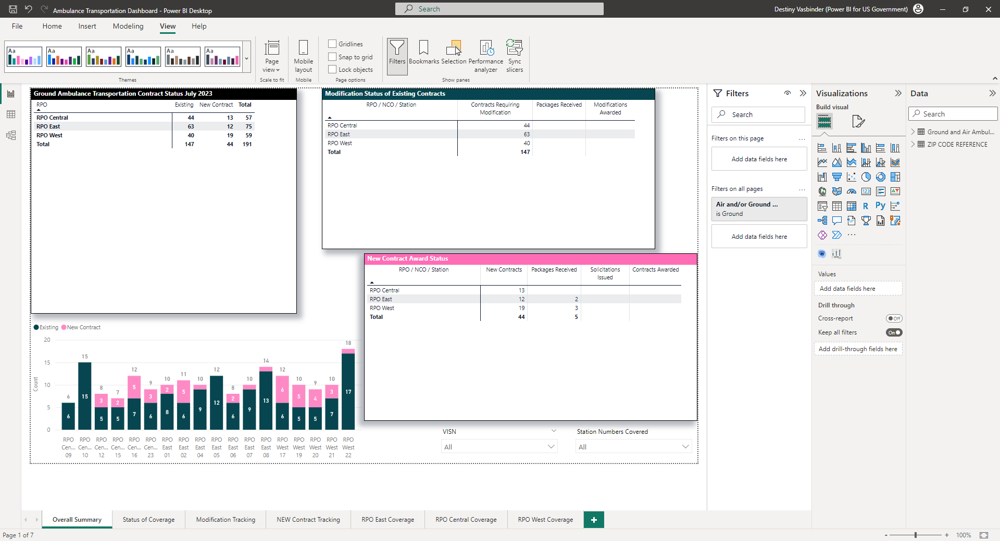 Ambulance Transportation Dashboard - Power BI Desktop
Search
Destiny Vasbinder (Power BI for US Government)
File Home Insert Modeling View Help
Aa Aa Aa Aa Aa Aa
Themes
Page view
Scale to fit
Mobile layout
Mobile
Gridlines
Snap to grid
Lock objects
Page options
Filters
Bookmarks
Selection
Performance analyzer
Sync slicers
Show panes
Ground Ambulance Transportation Contract Status July 2023
RPO Existing New Contract Total
RPO Central 44 13 57
RPO East 63 12 75
RPO West 40 19 59
Total 147 44 191
Modification Status of Existing Contracts
RPO / NCO / Station Contracts Requiring Modification Packages Received Modifications Awarded
RPO Central 44
RPO East 63
RPO West 40
Total 147
New Contract Award Status
RPO / NCO / Station New Contracts Packages Received Solicitations Issued Contracts Awarded
RPO Central 13
RPO East 12 2
RPO West 19 3
Total 44 5
Existing New Contract
Count
20
15
10
5
0
6 15 8 7 12 9 10 11 10 12 8 10 14 12 10 9 10 18
3 2 5 3 2 5 2 6 5 4 3
6 15 5 5 7 6 8 6 9 12 6 9 13 6 5 5 7 17
RPO RPO RPO RPO RPO RPO RPO RPO RPO RPO RPO RPO RPO RPO RPO RPO RPO RPO
Cen... Cen... Cen... Cen... Cen... Cen... East East East East East East East West West West West West
09 10 12 15 16 23 01 02 04 05 06 07 08 17 19 20 21 22
VISN
All
Station Numbers Covered
All
Filters
Search
Filters on this page ...
Add data fields here
Filters on all pages ...
Air and/or Ground ...
is Ground
Add data fields here
Visualizations
Build visual
123
R Py
...
Values
Add data fields here
Drill through
Cross-report Off
Keep all filters On
Add drill-through fields here
Data
Search
Ground and Air Ambul...
ZIP CODE REFERENCE
Overall Summary Status of Coverage Modification Tracking NEW Contract Tracking RPO East Coverage RPO Central Coverage RPO West Coverage +
Page 1 of 7
- + 100%